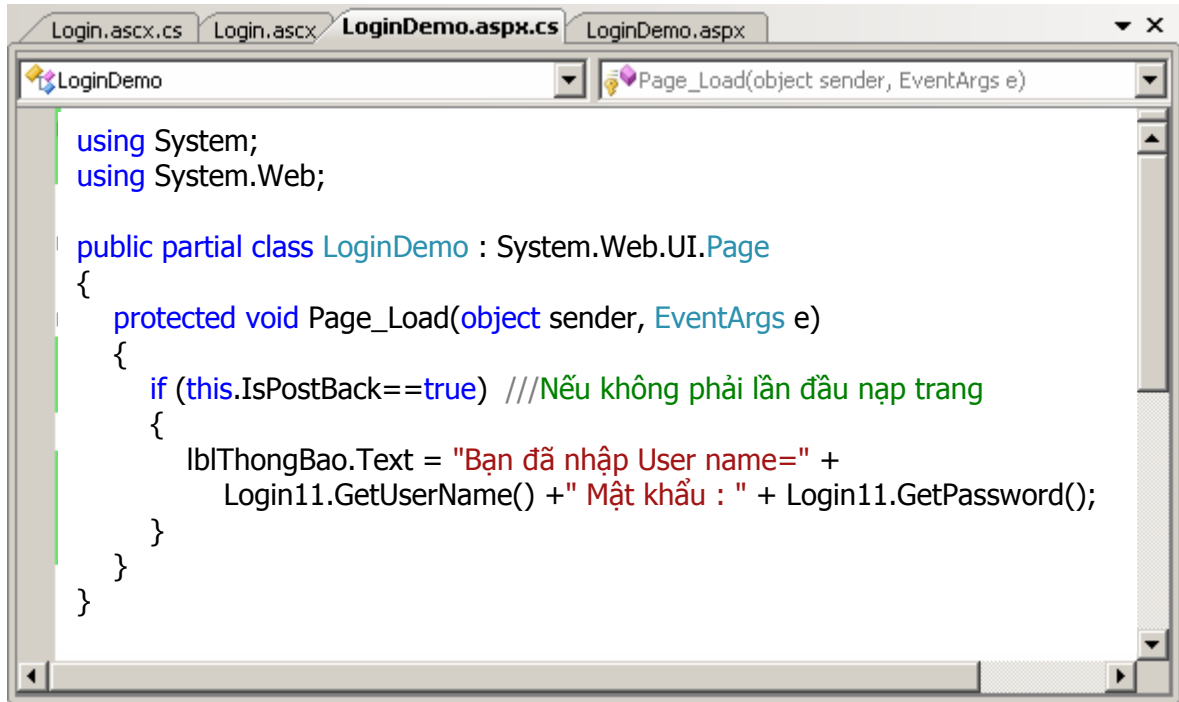 Login.ascx.cs Login.ascx LoginDemo.aspx.cs LoginDemo.aspx
LoginDemo Page_Load(object sender, EventArgs e)
using System;
using System.Web;
public partial class LoginDemo : System.Web.UI.Page
{
protected void Page_Load(object sender, EventArgs e)
{
if (this.IsPostBack==true) ///Nếu không phải lần đầu nạp trang
{
lblThongBao.Text = "Bạn đã nhập User name=" +
Login11.GetUserName() +" Mật khẩu : " + Login11.GetPassword();
}
}
}